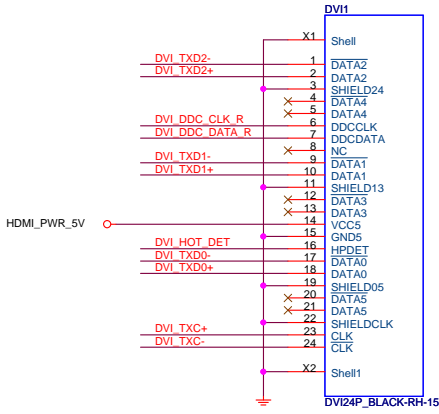 DVI1
X1 Shell
DVI_TXD2- 1 DATA2
DVI_TXD2+ 2 DATA2
3 SHIELD24
4 DATA4
5 DATA4
DVI_DDC_CLK_R 6 DDCCLK
DVI_DDC_DATA_R 7 DDCDATA
8 NC
DVI_TXD1- 9 DATA1
DVI_TXD1+ 10 DATA1
11 SHIELD13
12 DATA3
13 DATA3
HDMI_PWR_5V 14 VCC5
15 GND5
DVI_HOT_DET 16 HPDET
DVI_TXD0- 17 DATA0
DVI_TXD0+ 18 DATA0
19 SHIELD05
20 DATA5
21 DATA5
22 SHIELDCLK
DVI_TXC+ 23 CLK
DVI_TXC- 24 CLK
X2 Shell1
DVI24P_BLACK-RH-15